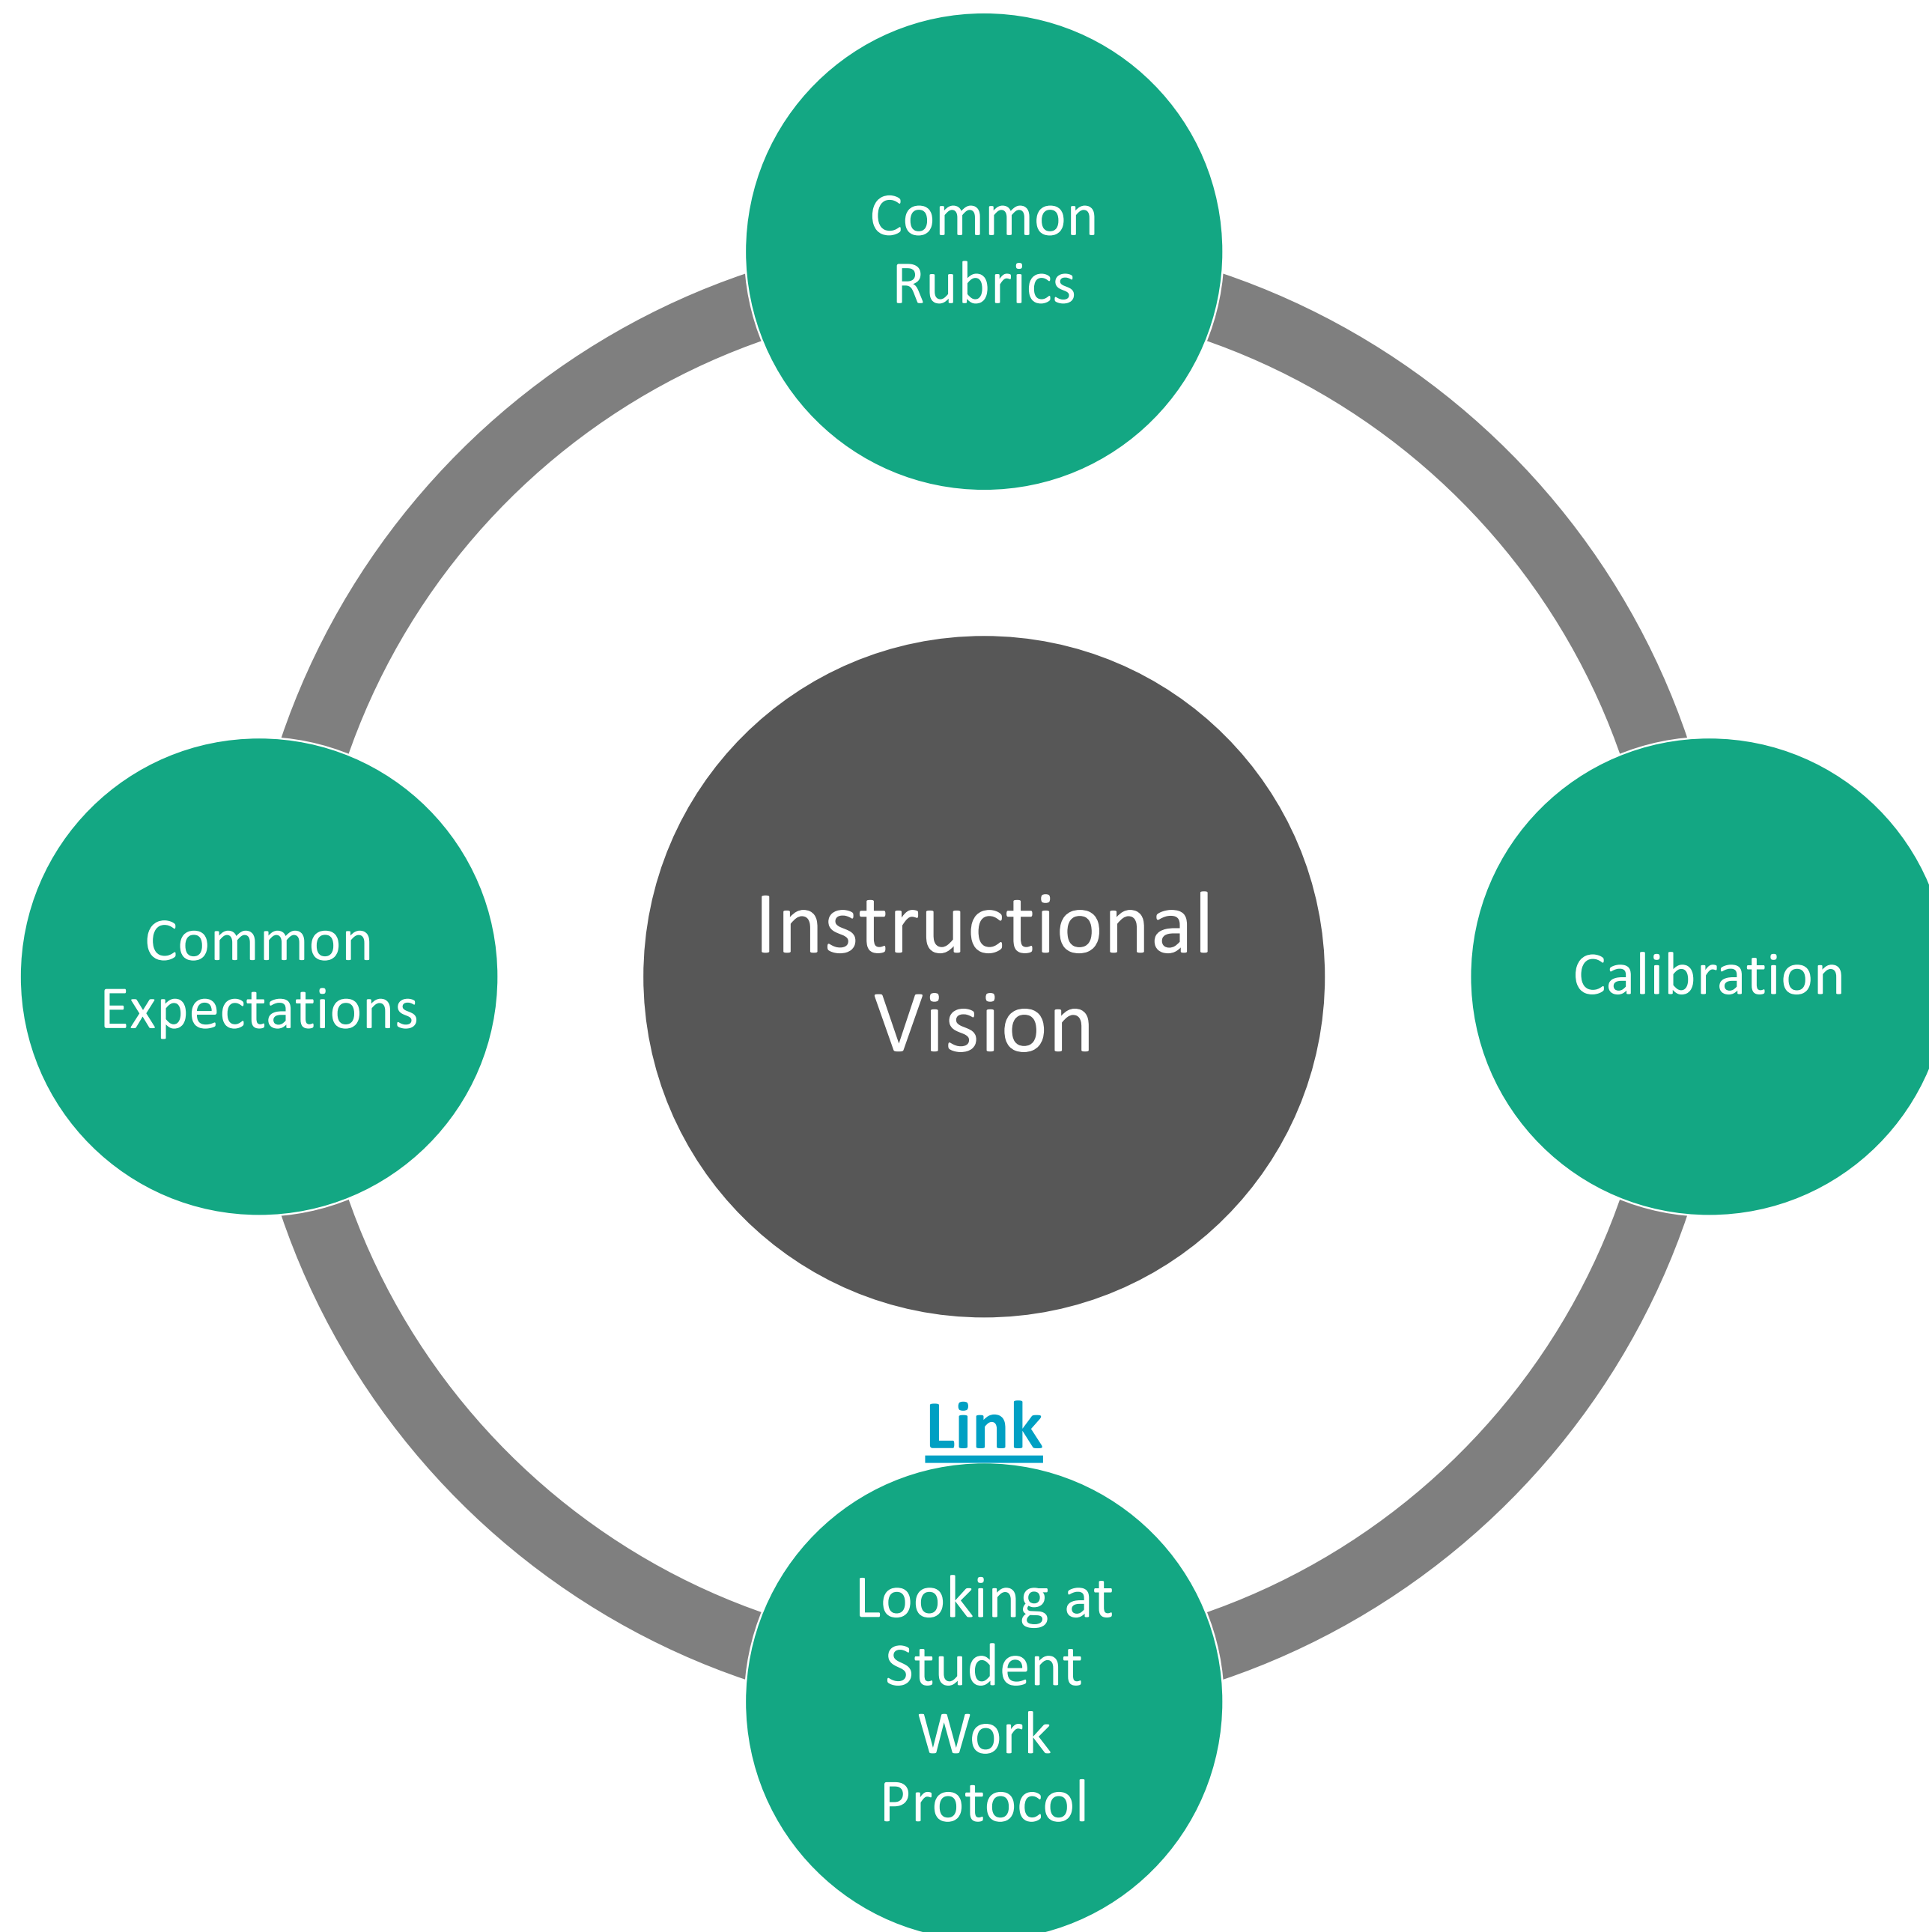 Common
Rubrics
Common
Expectations
Instructional
Vision
Calibration
Link
Looking at
Student
Work
Protocol